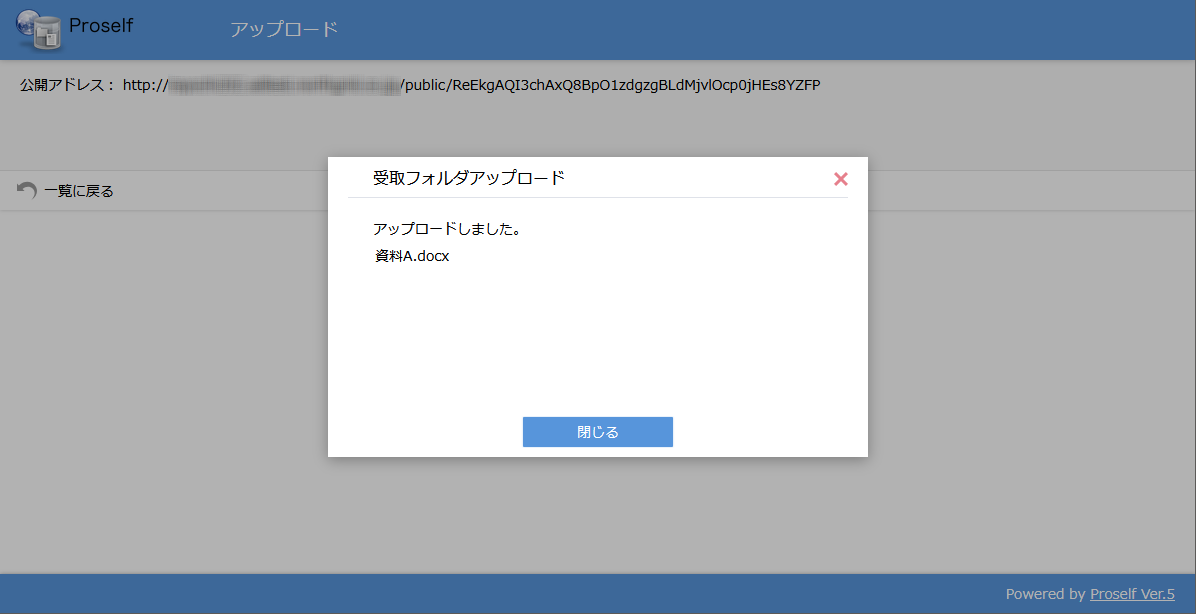 Proself
アップロード
公開アドレス： http:// /public/ReEkgAQI3chAxQ8BpO1zdgzgBLdMjvlOcp0jHEs8YZFP
一覧に戻る
受取フォルダアップロード
アップロードしました。
資料A.docx
閉じる
Powered by Proself Ver.5